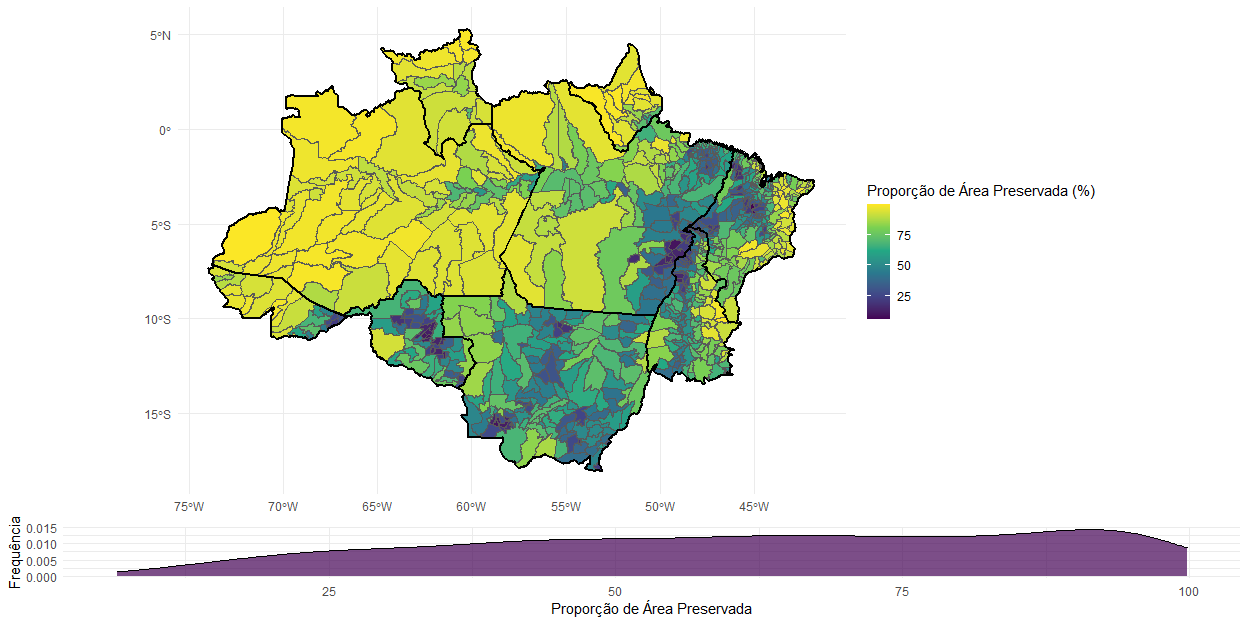 5°N
0°
5°S
10°S
15°S
75°W
70°W
65°W
60°W
55°W
50°W
45°W
Proporção de Área Preservada (%)
75
50
25
Frequência
0.015
0.010
0.005
0.000
25
50
75
100
Proporção de Área Preservada